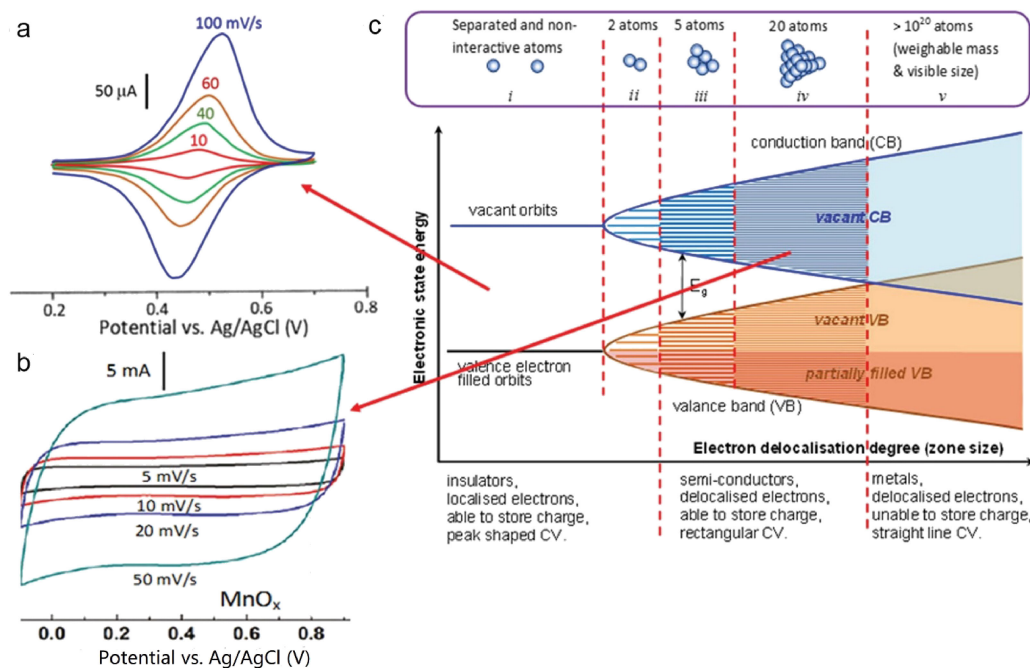 a
100 mV/s
50 µA
60
40
10
0.2
0.4
0.6
0.8
Potential vs. Ag/AgCl (V)
b
5 mA
5 mV/s
10 mV/s
20 mV/s
50 mV/s
MnOₓ
0.0
0.2
0.4
0.6
0.8
Potential vs. Ag/AgCl (V)
c
Separated and non-
interactive atoms
i
2 atoms
ii
5 atoms
iii
20 atoms
iv
> 10²⁰ atoms
(weighable mass
& visible size)
v
Electronic state energy
conduction band (CB)
vacant orbits
vacant CB
Eg
vacant VB
valence electron
filled orbits
partially filled VB
valance band (VB)
Electron delocalisation degree (zone size)
insulators,
localised electrons,
able to store charge,
peak shaped CV.
semi-conductors,
delocalised electrons,
able to store charge,
rectangular CV.
metals,
delocalised electrons,
unable to store charge,
straight line CV.